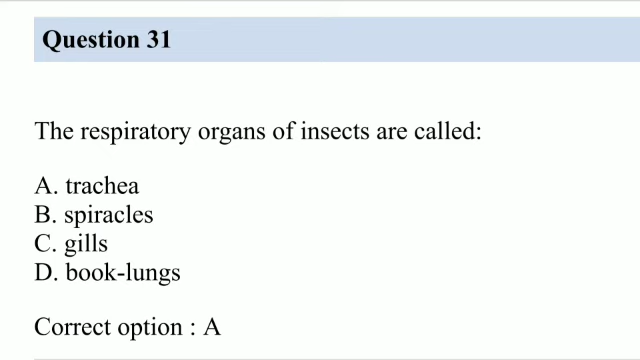 Question 31
The respiratory organs of insects are called:
A. trachea
B. spiracles
C. gills
D. book-lungs
Correct option : A